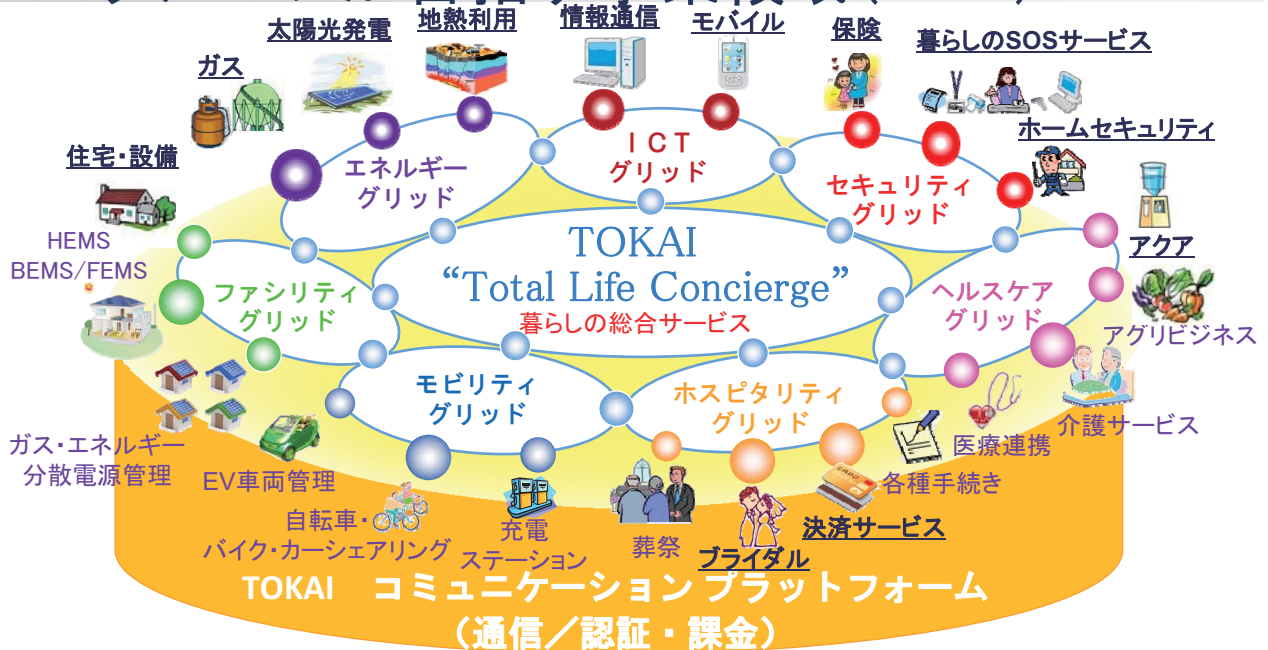 太陽光発電
地熱利用
情報通信
モバイル
保険
暮らしのSOSサービス
ガス
ホームセキュリティ
住宅・設備
エネルギー
グリッド
ICT
グリッド
セキュリティ
グリッド
アクア
HEMS
BEMS/FEMS
TOKAI
“Total Life Concierge”
暮らしの総合サービス
ファシリティ
グリッド
ヘルスケア
グリッド
アグリビジネス
モビリティ
グリッド
ホスピタリティ
グリッド
ガス・エネルギー
分散電源管理
EV車両管理
自転車・
バイク・カーシェアリング
充電
ステーション
葬祭
ブライダル
決済サービス
各種手続き
医療連携
介護サービス
CARD
TOKAI コミュニケーション プラットフォーム
（通信／認証・課金）